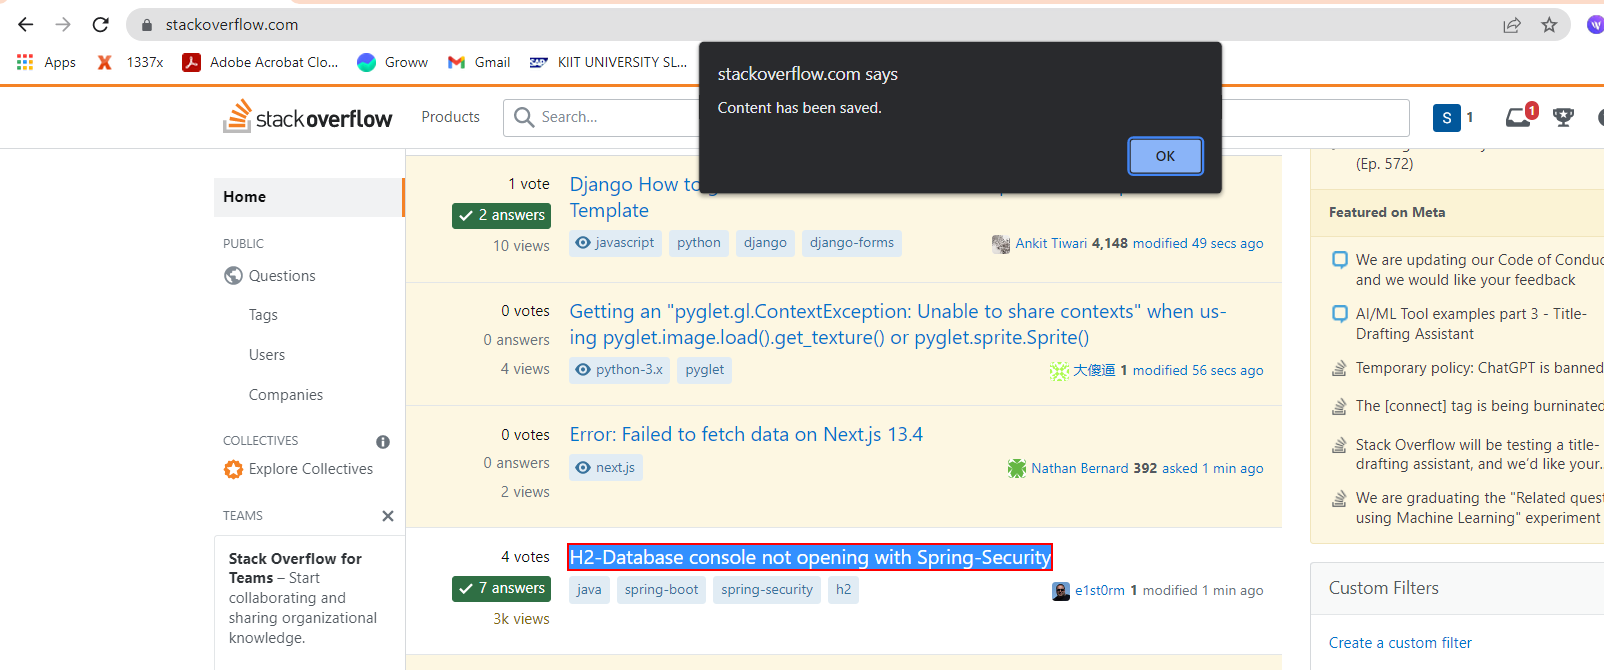 stackoverflow.com
Apps
1337x
Adobe Acrobat Clo...
Groww
Gmail
SAP
KIIT UNIVERSITY SL...
stackoverflow.com says
Content has been saved.
OK
stackoverflow
Products
Search...
S
1
1
Home
PUBLIC
Questions
Tags
Users
Companies
COLLECTIVES
Explore Collectives
TEAMS
Stack Overflow for
Teams – Start
collaborating and
sharing organizational
knowledge.
1 vote
2 answers
10 views
Django How to
Template
javascript python django django-forms
Ankit Tiwari 4,148 modified 49 secs ago
0 votes
0 answers
4 views
Getting an "pyglet.gl.ContextException: Unable to share contexts" when us-
ing pyglet.image.load().get_texture() or pyglet.sprite.Sprite()
python-3.x pyglet
大傻逼 1 modified 56 secs ago
0 votes
0 answers
2 views
Error: Failed to fetch data on Next.js 13.4
next.js
Nathan Bernard 392 asked 1 min ago
4 votes
7 answers
3k views
H2-Database console not opening with Spring-Security
java spring-boot spring-security h2
e1st0rm 1 modified 1 min ago
(Ep. 572)
Featured on Meta
We are updating our Code of Conduc
and we would like your feedback
AI/ML Tool examples part 3 - Title-
Drafting Assistant
Temporary policy: ChatGPT is banned
The [connect] tag is being burninated
Stack Overflow will be testing a title-
drafting assistant, and we'd like your...
We are graduating the "Related quest
using Machine Learning" experiment
Custom Filters
Create a custom filter